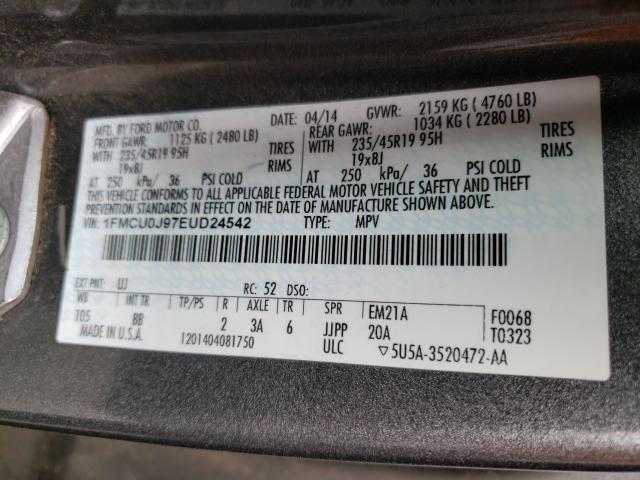 MFD. BY FORD MOTOR CO.
DATE: 04/14 GVWR: 2159 KG ( 4760 LB)
FRONT GAWR: 1125 KG ( 2480 LB)
REAR GAWR: 1034 KG ( 2280 LB)
WITH 235/45R19 95H TIRES
WITH 235/45R19 95H TIRES
19x8J RIMS
19x8J RIMS
AT 250 kPa/ 36 PSI COLD
AT 250 kPa/ 36 PSI COLD
THIS VEHICLE CONFORMS TO ALL APPLICABLE FEDERAL MOTOR VEHICLE SAFETY AND THEFT
PREVENTION STANDARDS IN EFFECT ON THE DATE OF MANUFACTURE SHOWN ABOVE.
VIN: 1FMCU0J97EUD24542 TYPE: MPV
EXT PNT: UJ RC: 52 DSO:
WB INT TR TP/PS R AXLE TR SPR EM21A F0068
105 BB 2 3A 6 JJPP 20A T0323
MADE IN U.S.A. 1201404081750 ULC ▽5U5A-3520472-AA